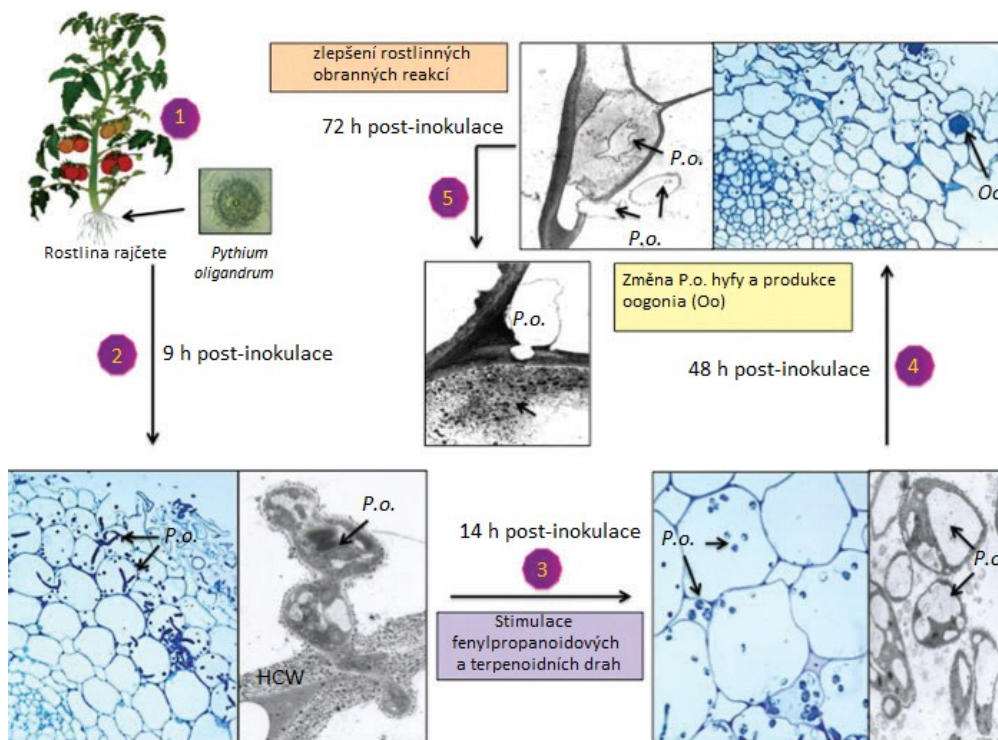 1
Rostlina rajčete
Pythium
oligandrum
2
9 h post-inokulace
P.o.
P.o.
HCW
14 h post-inokulace
3
Stimulace
fenylpropanoidových
a terpenoidních drah
P.o.
P.o
48 h post-inokulace
4
Změna P.o. hyfy a produkce
oogonia (Oo)
Oo
P.o.
P.o.
zlepšení rostlinných
obranných reakcí
72 h post-inokulace
5
P.o.